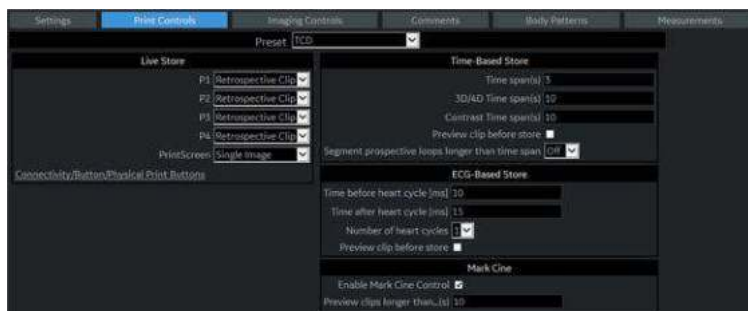 Settings Print Controls Imaging Controls Comments Body Patterns Measurements
Preset TCD
Live Store
P1 Retrospective Clip
P2 Retrospective Clip
P3 Retrospective Clip
P4 Retrospective Clip
PrintScreen Single Image
Connectivity/Button/Physical Print Buttons
Time-Based Store
Time span(s) 5
3D/4D Time span(s) 10
Contrast Time span(s) 10
Preview clip before store
Segment prospective loops longer than time span Off
ECG-Based Store
Time before heart cycle [ms] 10
Time after heart cycle [ms] 15
Number of heart cycles 1
Preview clip before store
Mark Cine
Enable Mark Cine Control
Preview clips longer than...(s) 10